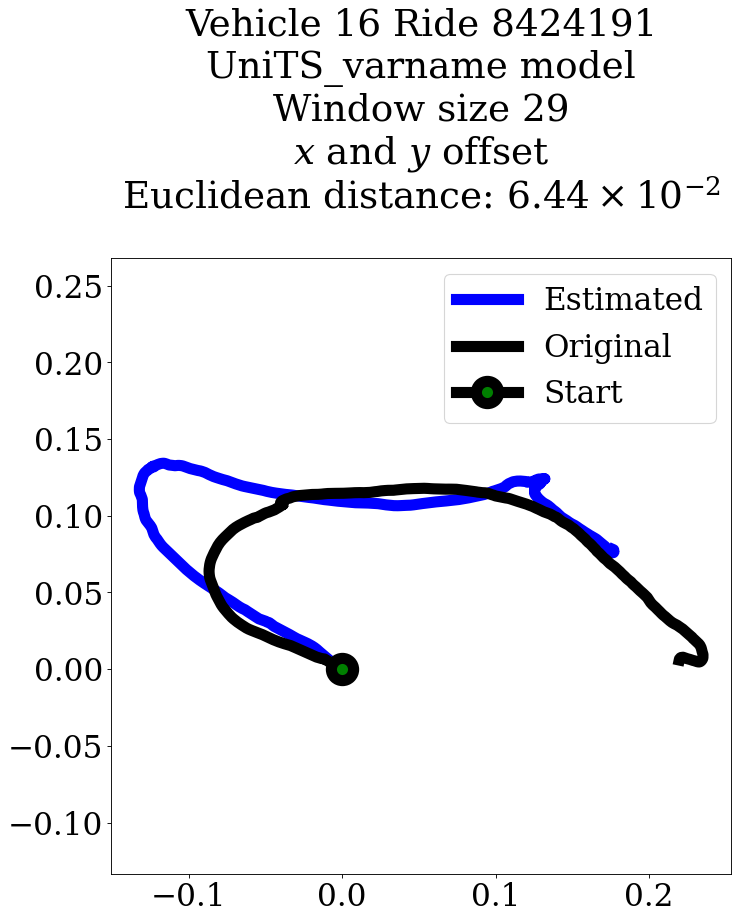 Vehicle 16 Ride 8424191
UniTS_varname model
Window size 29
x and y offset
Euclidean distance: 6.44 × 10⁻²
Estimated
Original
Start
0.25
0.20
0.15
0.10
0.05
0.00
−0.05
−0.10
−0.1 0.0 0.1 0.2